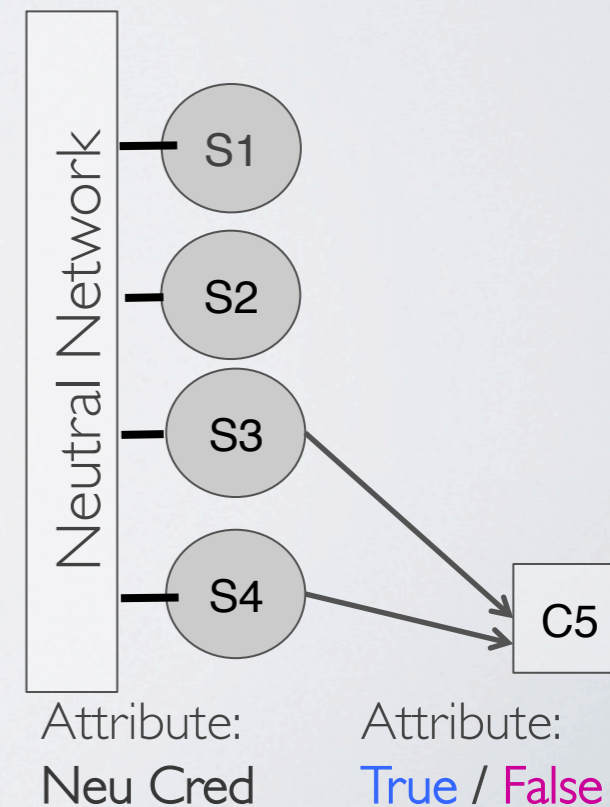 Neutral Network
S1
S2
S3
S4
C5
Attribute:
Neu Cred
Attribute:
True / False